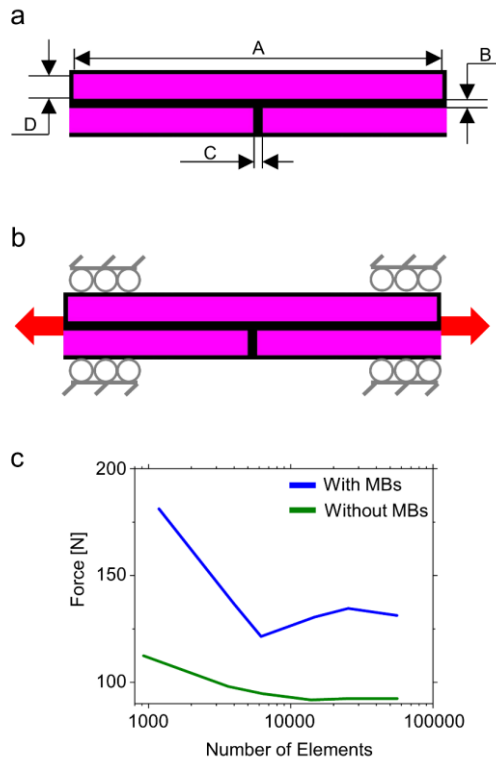 a
A
B
D
C
b
c
200
150
100
Force [N]
With MBs
Without MBs
1000
10000
100000
Number of Elements